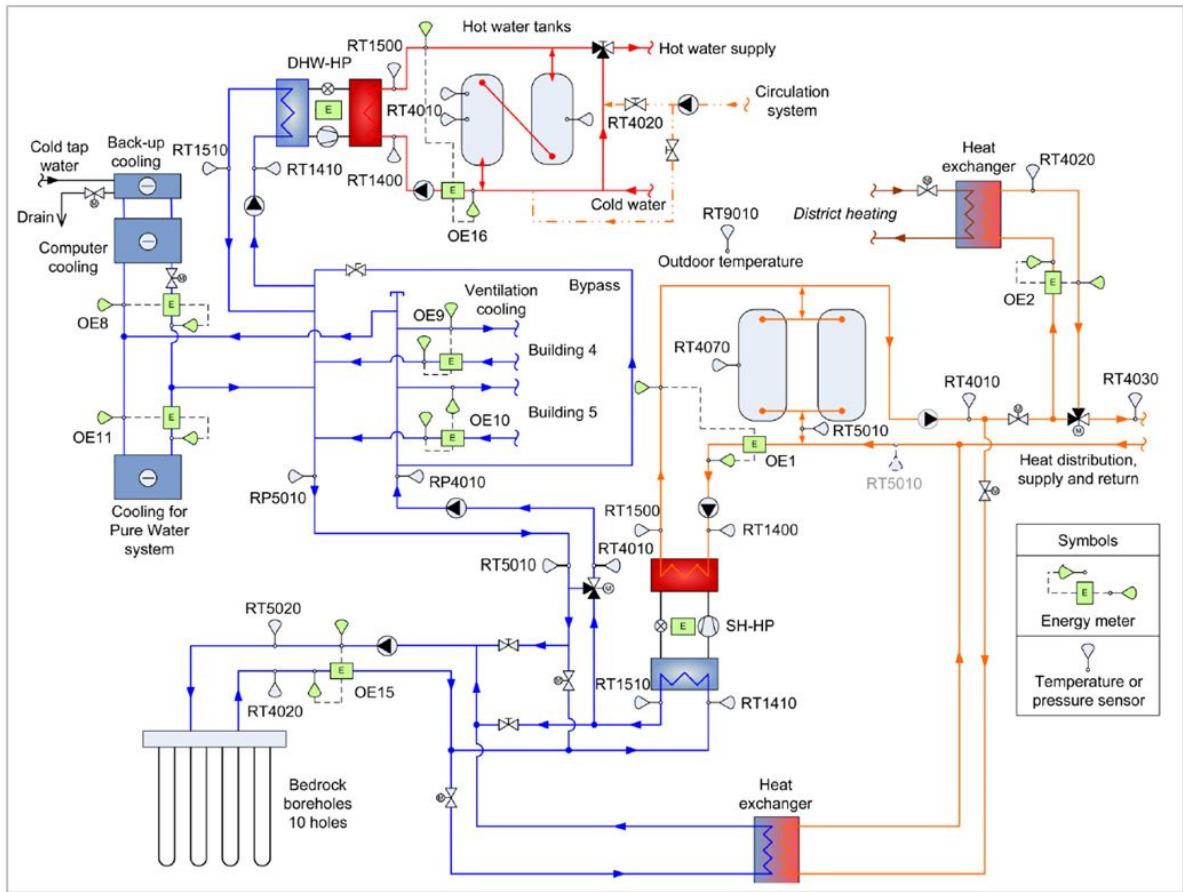 Hot water tanks
RT1500
Hot water supply
DHW-HP
E
Circulation
system
RT4010
RT4020
Back-up
cooling
Cold tap
water
RT1510
RT1410
RT1400
E
Cold water
OE16
Drain
M
Computer
cooling
M
E
OE8
Heat
exchanger
RT4020
M
District heating
RT9010
Outdoor temperature
E
OE2
Bypass
Ventilation
cooling
OE9
E
Building 4
OE10
Building 5
E
E
OE11
RT4070
RT4010
RT4030
M
M
RT5010
E
OE1
RT5010
Heat distribution,
supply and return
M
RP5010
RP4010
Cooling for
Pure Water
system
RT1500
RT1400
RT5010
RT4010
M
Symbols
E
Energy meter
Temperature or
pressure sensor
E
SH-HP
RT5020
E
OE15
RT4020
M
RT1510
RT1410
Bedrock
boreholes
10 holes
M
Heat
exchanger